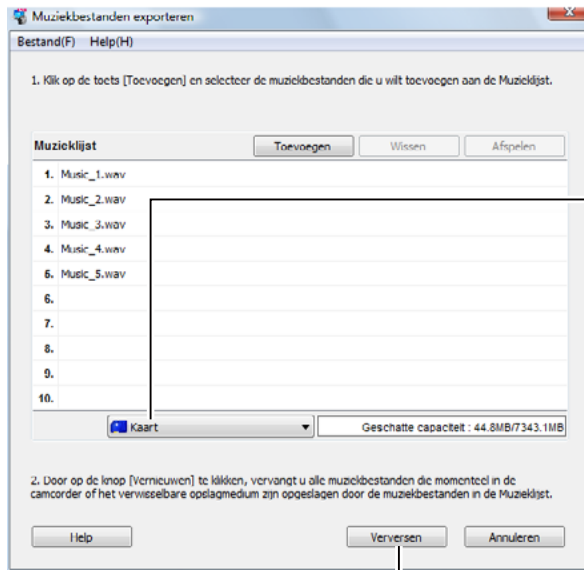 Muziekbestanden exporteren
Bestand(F) Help(H)
1. Klik op de toets [Toevoegen] en selecteer de muziekbestanden die u wilt toevoegen aan de Muzieklijst.
Muzieklijst Toevoegen Wissen Afspelen
1. Music_1.wav
2. Music_2.wav
3. Music_3.wav
4. Music_4.wav
5. Music_5.wav
6.
7.
8.
9.
10.
Kaart Geschatte capaciteit : 44.8MB/7343.1MB
2. Door op de knop [Vernieuwen] te klikken, vervangt u alle muziekbestanden die momenteel in de
camcorder of het verwisselbare opslagmedium zijn opgeslagen door de muziekbestanden in de Muzieklijst.
Help Verversen Annuleren